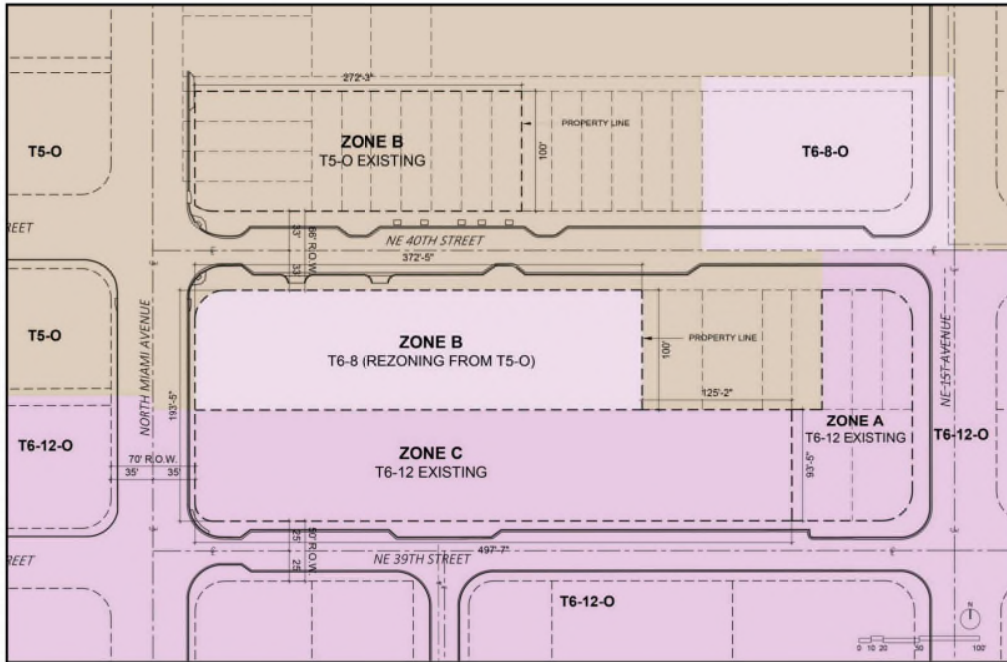 272'-3"
ZONE B
T5-O EXISTING
PROPERTY LINE
100'
T5-O
T6-8-O
REET
NE 40TH STREET
33'
66' R.O.W.
33'
372'-5"
T5-O
NORTH MIAMI AVENUE
ZONE B
T6-8 (REZONING FROM T5-O)
PROPERTY LINE
100'
NE 1ST AVENUE
193'-5"
125'-2"
T6-12-O
ZONE C
T6-12 EXISTING
ZONE A
T6-12 EXISTING
T6-12-O
93'-5"
70' R.O.W.
35'
35'
REET
25'
50' R.O.W.
25'
NE 39TH STREET
497'-7"
T6-12-O
N
0 10 20 50 100'